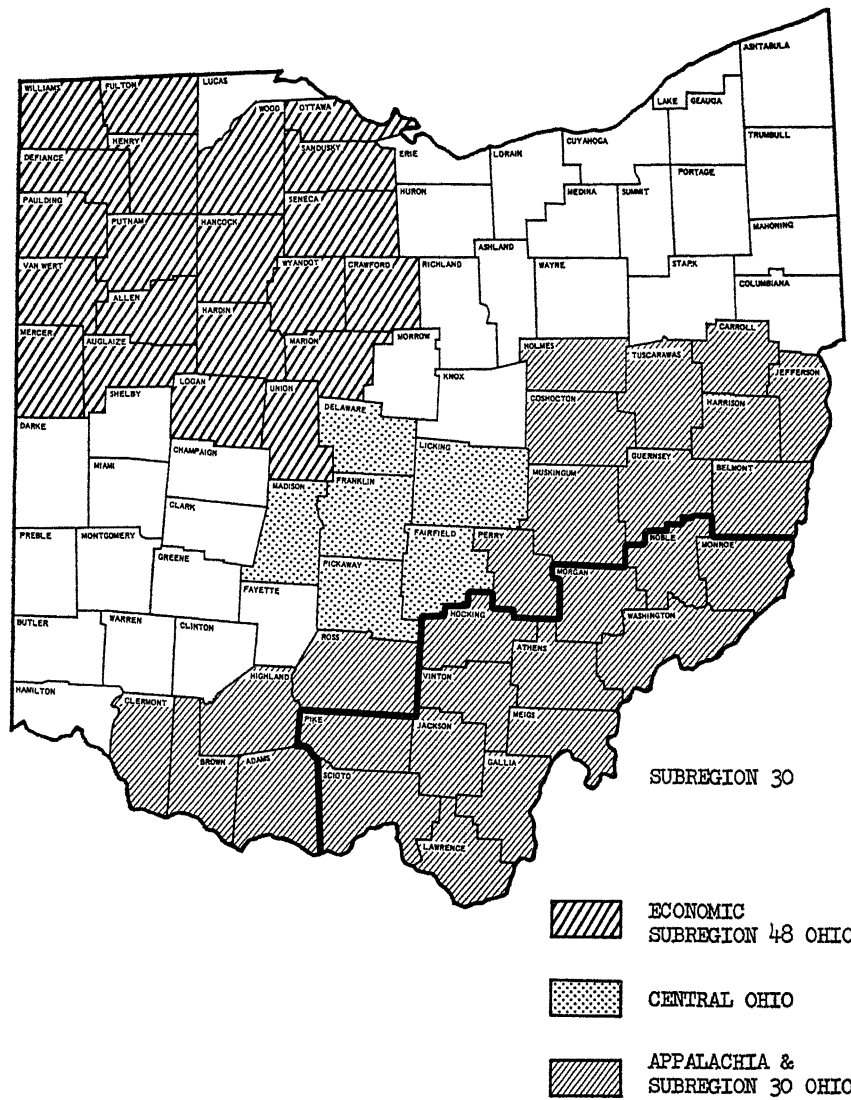 ASHTABULA
WILLIAMS
FULTON
LUCAS
LAKE
GEAUGA
WOOD
OTTAWA
TRUMBULL
HENRY
CUYAHOGA
SANDUSKY
ERIE
LORAIN
DEFIANCE
PORTAGE
HURON
MEDINA
SUMMIT
PAULDING
SENECA
PUTNAM
HANCOCK
MAHONING
ASHLAND
VAN WERT
WYANDOT
CRAWFORD
RICHLAND
WAYNE
STARK
COLUMBIANA
ALLEN
HARDIN
MERCER
CARROLL
AUGLAIZE
MARION
MORROW
HOLMES
TUSCARAWAS
JEFFERSON
KNOX
LOGAN
UNION
SHELBY
COSHOCTON
HARRISON
DELAWARE
DARKE
LICKING
CHAMPAIGN
GUERNSEY
MIAMI
MUSKINGUM
BELMONT
MADISON
FRANKLIN
CLARK
PREBLE
MONTGOMERY
FAIRFIELD
PERRY
NOBLE
MONROE
GREENE
PICKAWAY
MORGAN
FAYETTE
HOCKING
WASHINGTON
BUTLER
WARREN
CLINTON
ROSS
ATHENS
HIGHLAND
VINTON
HAMILTON
CLERMONT
MEIGS
PIKE
JACKSON
BROWN
ADAMS
GALLIA
SCIOTO
SUBREGION 30
LAWRENCE
ECONOMIC
SUBREGION 48 OHIO
CENTRAL OHIO
APPALACHIA &
SUBREGION 30 OHIO